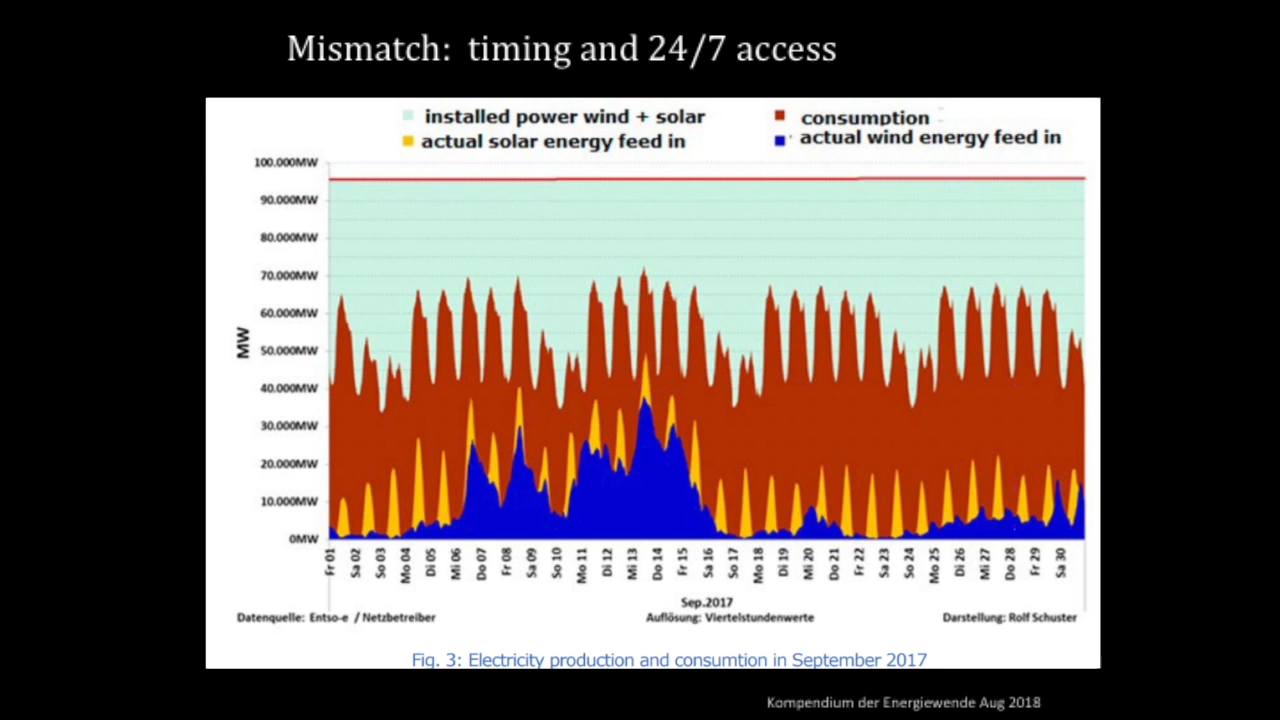 Mismatch: timing and 24/7 access
installed power wind + solar
consumption
actual solar energy feed in
actual wind energy feed in
100.000MW
90.000MW
80.000MW
70.000MW
60.000MW
50.000MW
40.000MW
30.000MW
20.000MW
10.000MW
0MW
MW
Fr 01
Sa 02
So 03
Mo 04
Di 05
Mi 06
Do 07
Fr 08
Sa 09
So 10
Mo 11
Di 12
Mi 13
Do 14
Fr 15
Sa 16
So 17
Mo 18
Di 19
Mi 20
Do 21
Fr 22
Sa 23
So 24
Mo 25
Di 26
Mi 27
Do 28
Fr 29
Sa 30
Sep.2017
Datenquelle: Entso-e / Netzbetreiber
Auflösung: Viertelstundenwerte
Darstellung: Rolf Schuster
Fig. 3: Electricity production and consumtion in September 2017
Kompendium der Energiewende Aug 2018